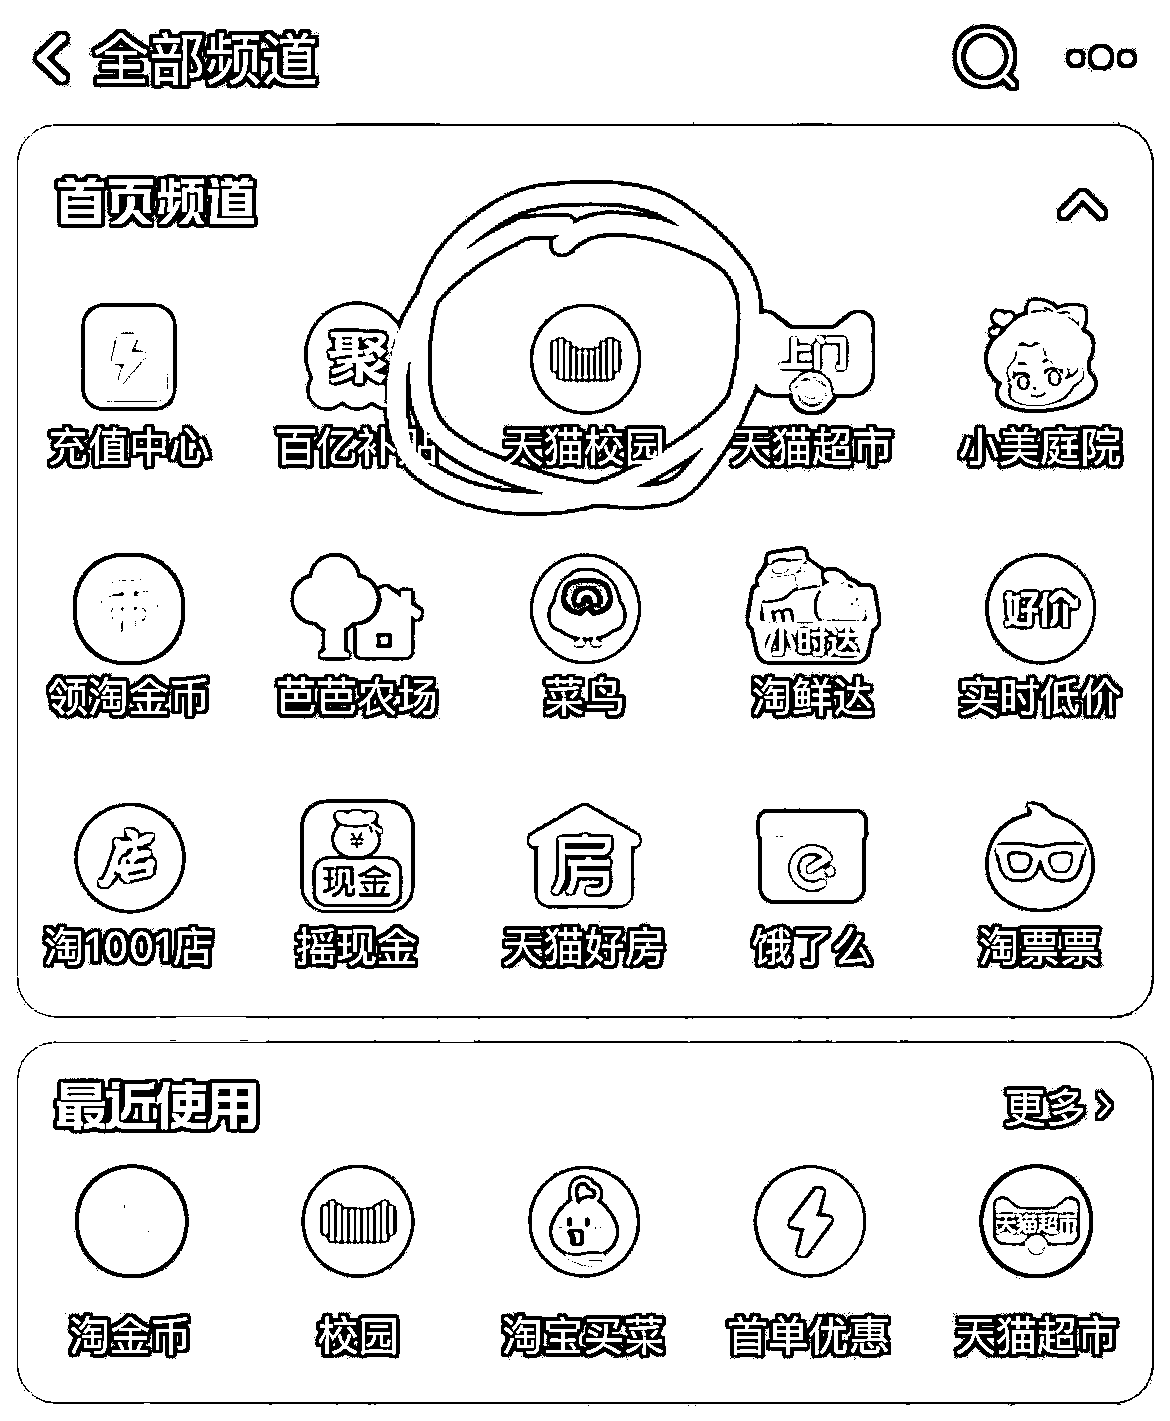 全部频道
首页频道
聚
上门
充值中心 百亿补贴 天猫校园 天猫超市 小美庭院
小时达
好价
领淘金币 芭芭农场 菜鸟 淘鲜达 实时低价
店
¥
现金
房
淘1001店 摇现金 天猫好房 饿了么 淘票票
最近使用
更多
天猫超市
淘金币 校园 淘宝买菜 首单优惠 天猫超市